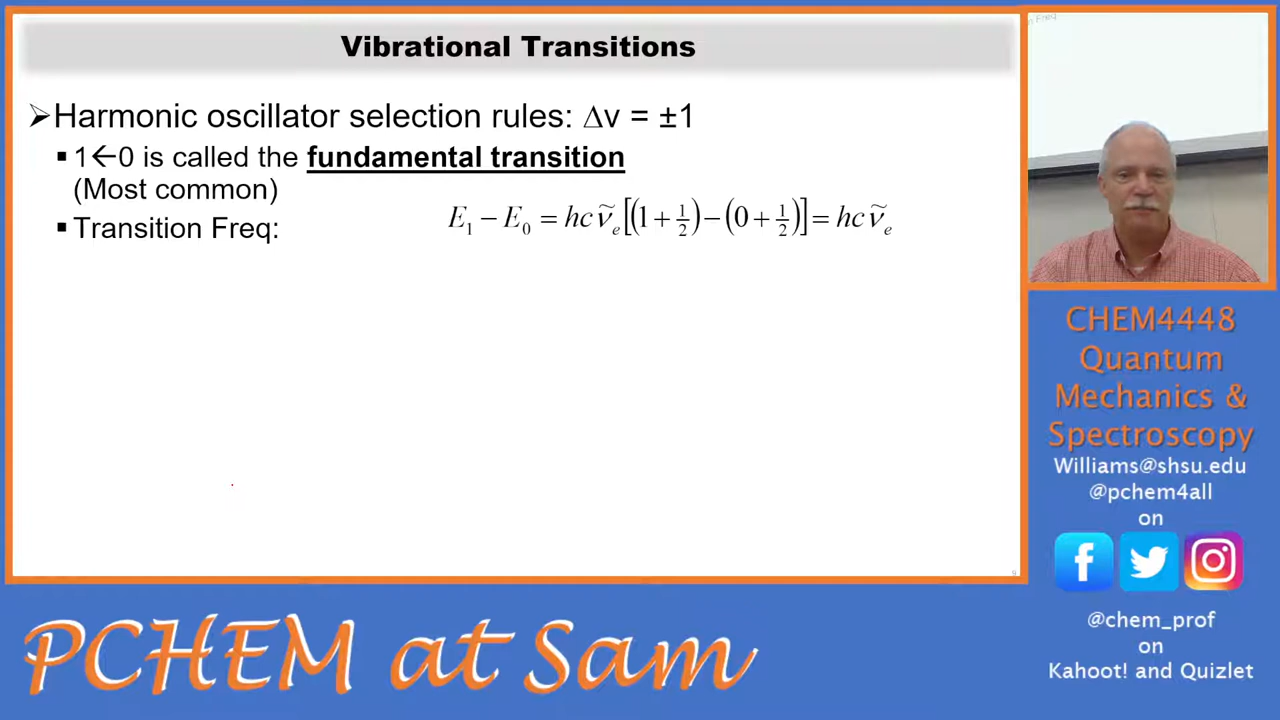 Vibrational Transitions
➢Harmonic oscillator selection rules: Δv = ±1
▪1←0 is called the fundamental transition
(Most common)
▪Transition Freq:
E₁ − E₀ = hcν̃ₑ[(1 + ½) − (0 + ½)] = hcν̃ₑ
9
n Freq
CHEM4448
Quantum
Mechanics &
Spectroscopy
Williams@shsu.edu
@pchem4all
on
@chem_prof
on
Kahoot! and Quizlet
PCHEM at Sam